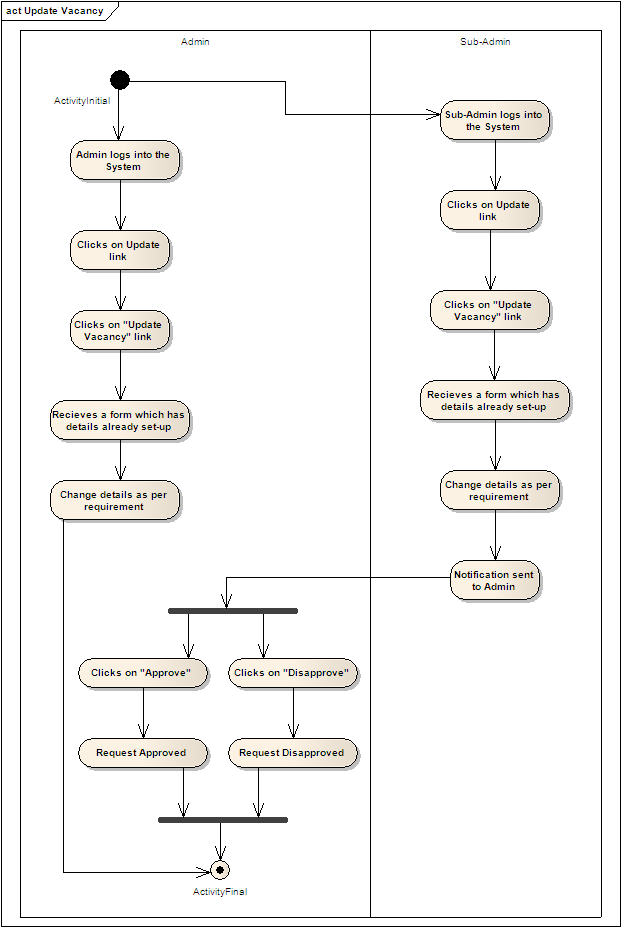 act Update Vacancy
Admin
Sub-Admin
ActivityInitial
Admin logs into the
System
Clicks on Update
link
Clicks on "Update
Vacancy" link
Recieves a form which has
details already set-up
Change details as per
requirement
Sub-Admin logs into
the System
Clicks on Update
link
Clicks on "Update
Vacancy" link
Recieves a form which has
details already set-up
Change details as per
requirement
Notification sent
to Admin
Clicks on "Approve"
Clicks on "Disapprove"
Request Approved
Request Disapproved
ActivityFinal